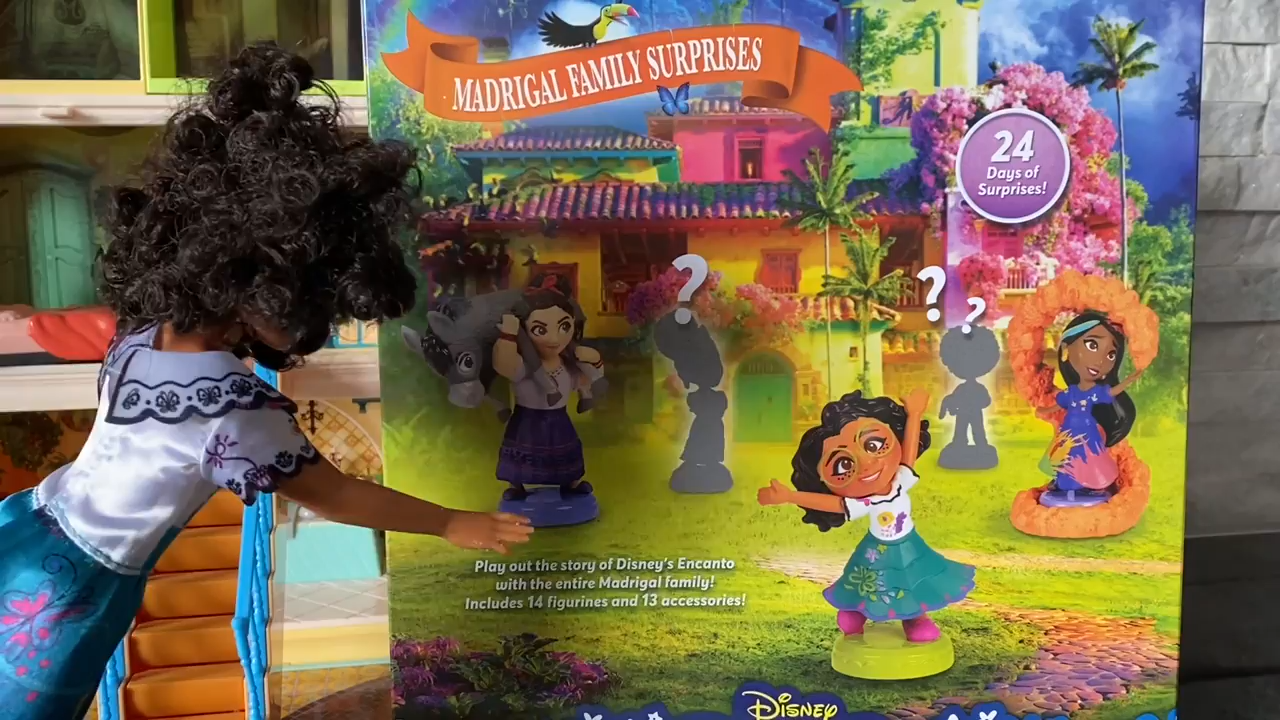 MADRIGAL FAMILY SURPRISES
24
Days of
Surprises!
?
?
?
Play out the story of Disney's Encanto
with the entire Madrigal family!
Includes 14 figurines and 13 accessories!
Disney